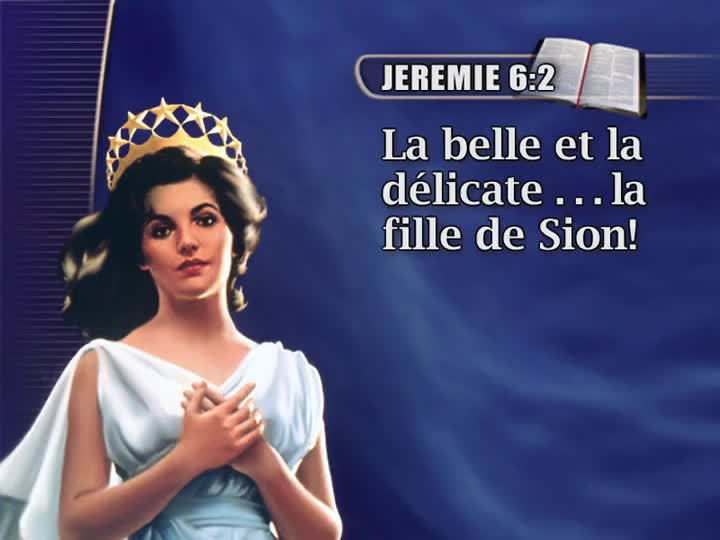 JEREMIE 6:2
La belle et la
délicate . . . la
fille de Sion!